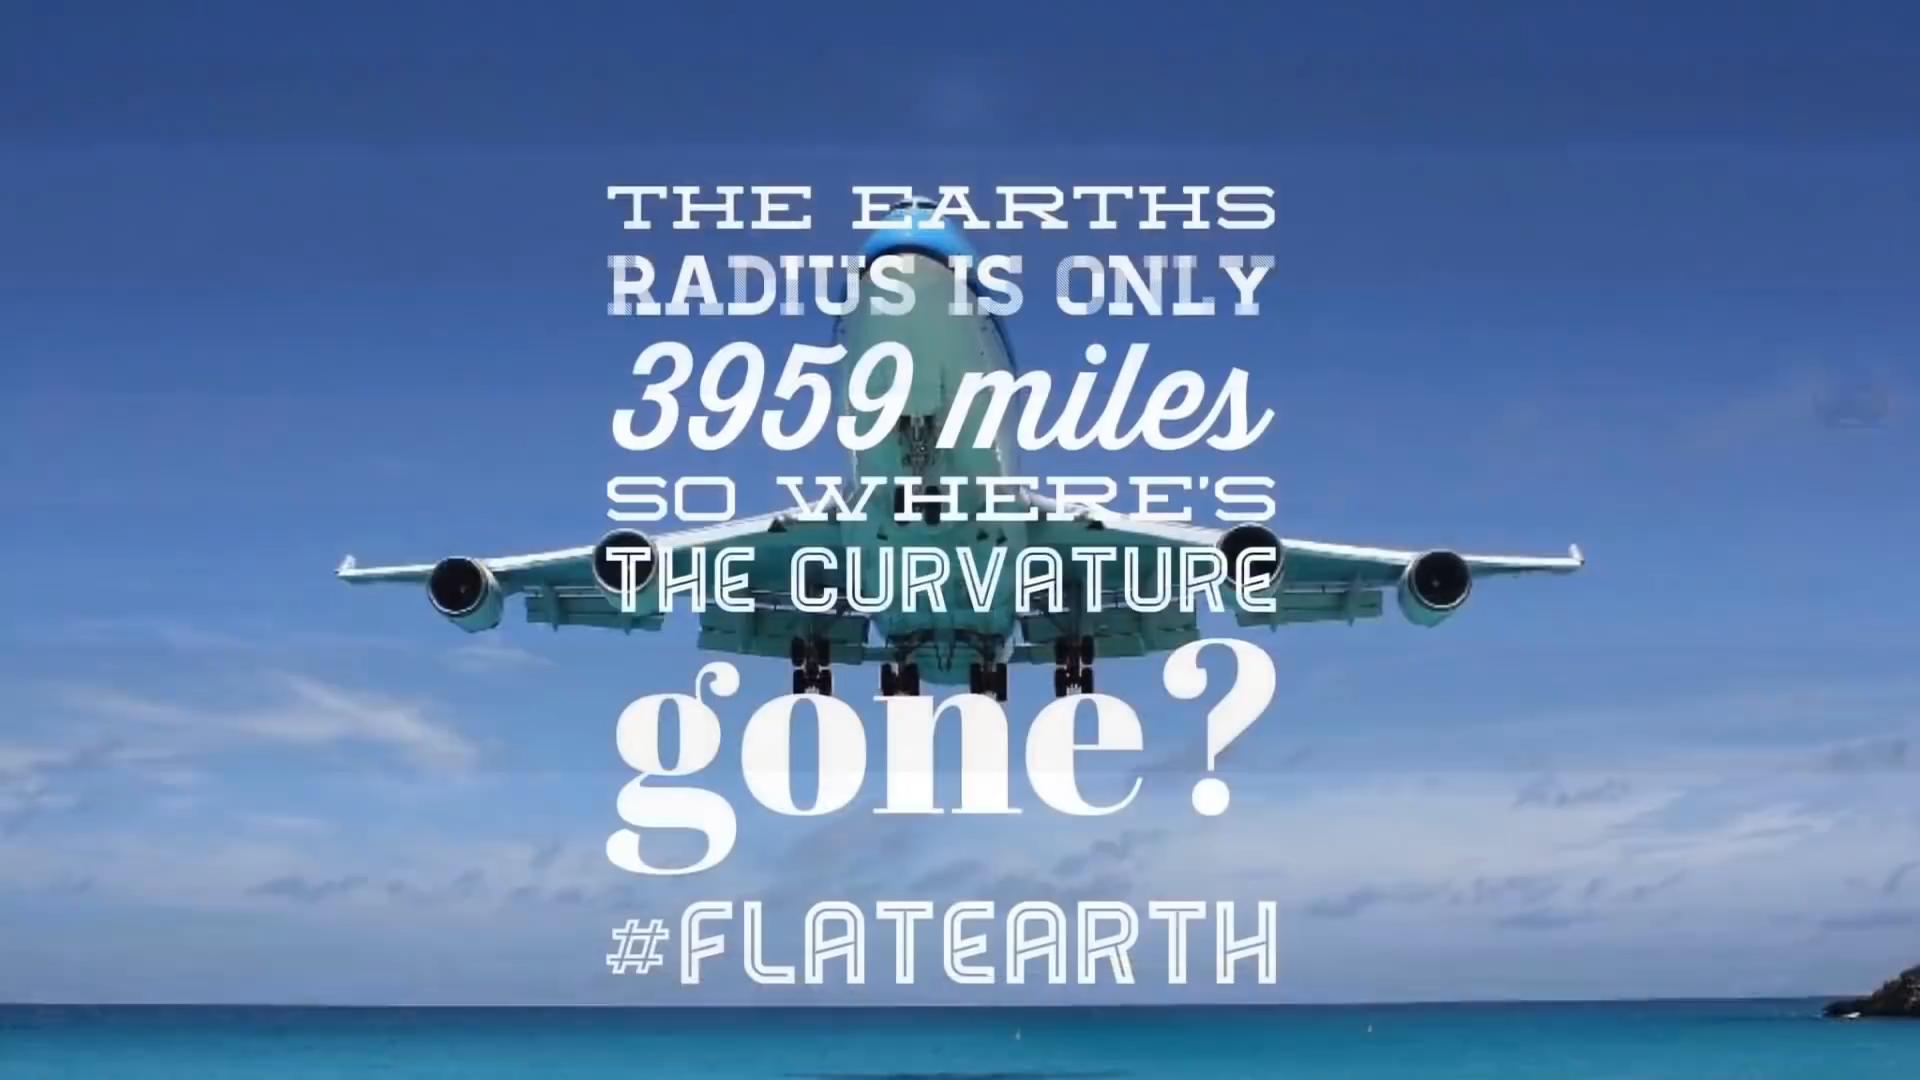 THE EARTHS
RADIUS IS ONLY
3959 miles
SO WHERE'S
THE CURVATURE
gone?
#FLATEARTH